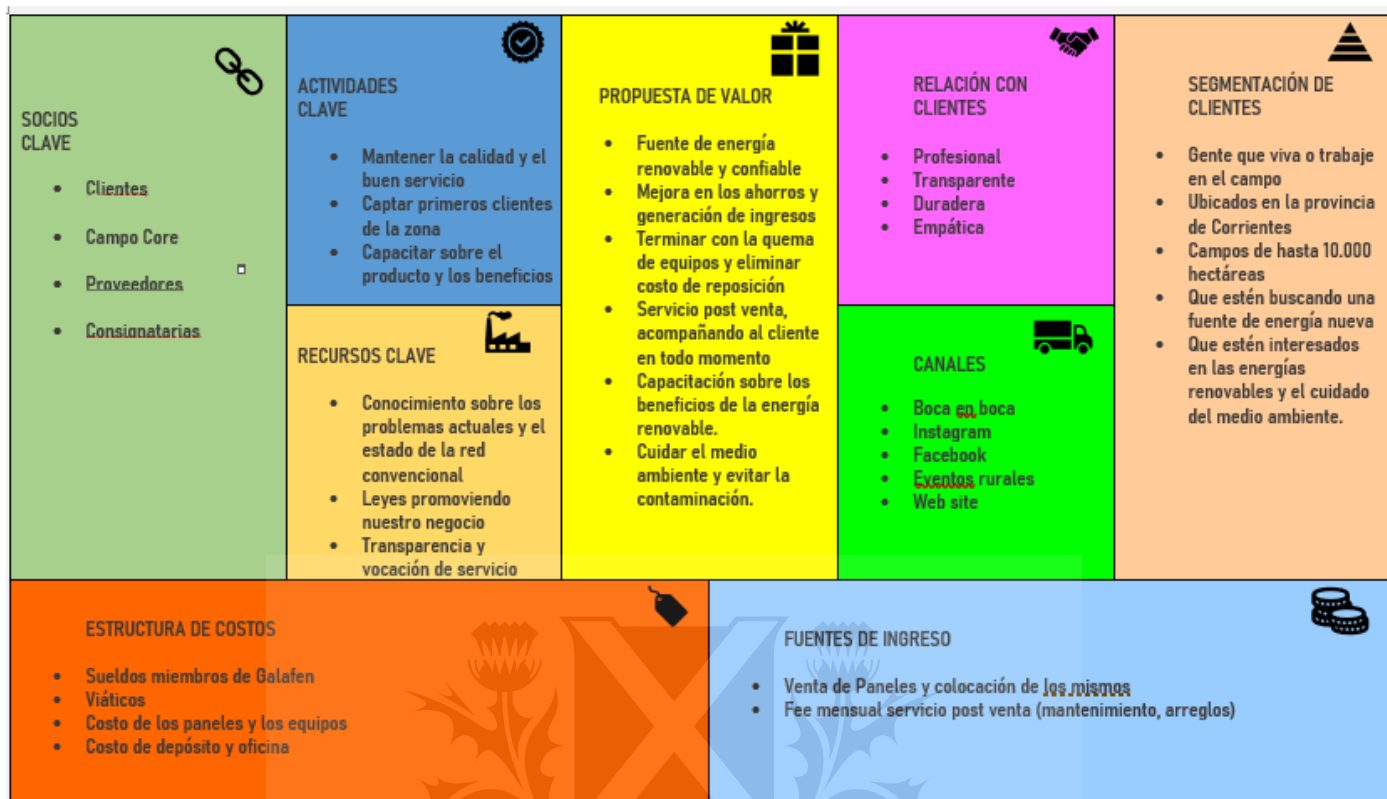 SOCIOS
CLAVE
Clientes
Campo Core
Proveedores
Consignatarias
ACTIVIDADES
CLAVE
Mantener la calidad y el
buen servicio
Captar primeros clientes
de la zona
Capacitar sobre el
producto y los beneficios
RECURSOS CLAVE
Conocimiento sobre los
problemas actuales y el
estado de la red
convencional
Leyes promoviendo
nuestro negocio
Transparencia y
vocación de servicio
PROPUESTA DE VALOR
Fuente de energía
renovable y confiable
Mejora en los ahorros y
generación de ingresos
Terminar con la quema
de equipos y eliminar
costo de reposición
Servicio post venta,
acompañando al cliente
en todo momento
Capacitación sobre los
beneficios de la energía
renovable.
Cuidar el medio
ambiente y evitar la
contaminación.
RELACIÓN CON
CLIENTES
Profesional
Transparente
Duradera
Empática
CANALES
Boca en boca
Instagram
Facebook
Eventos rurales
Web site
SEGMENTACIÓN DE
CLIENTES
Gente que viva o trabaje
en el campo
Ubicados en la provincia
de Corrientes
Campos de hasta 10.000
hectáreas
Que estén buscando una
fuente de energía nueva
Que estén interesados
en las energías
renovables y el cuidado
del medio ambiente.
ESTRUCTURA DE COSTOS
Sueldos miembros de Galafen
Viáticos
Costo de los paneles y los equipos
Costo de depósito y oficina
FUENTES DE INGRESO
Venta de Paneles y colocación de los mismos
Fee mensual servicio post venta (mantenimiento, arreglos)